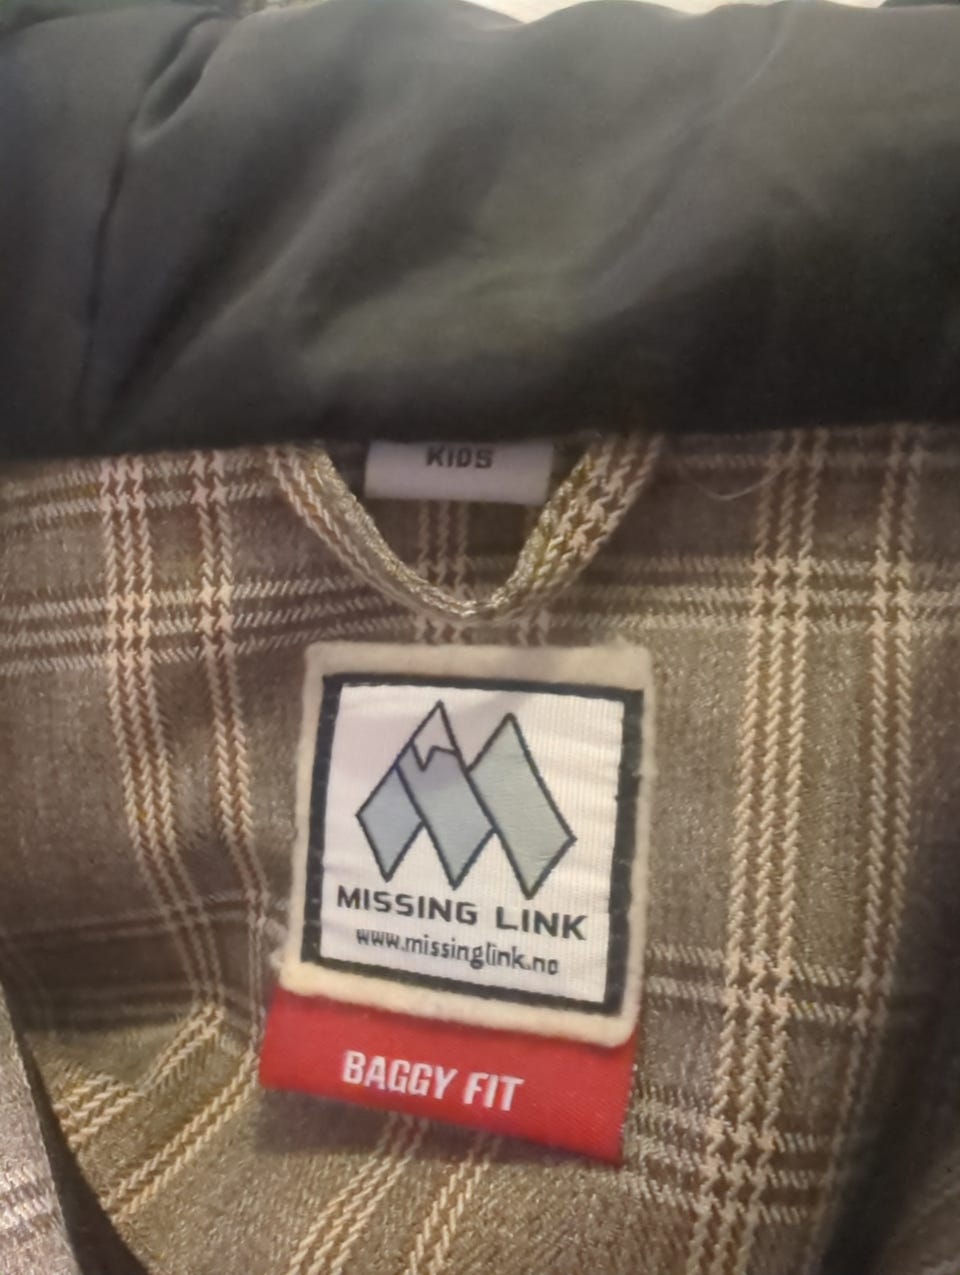 KIDS
MISSING LINK
www.missinglink.no
BAGGY FIT